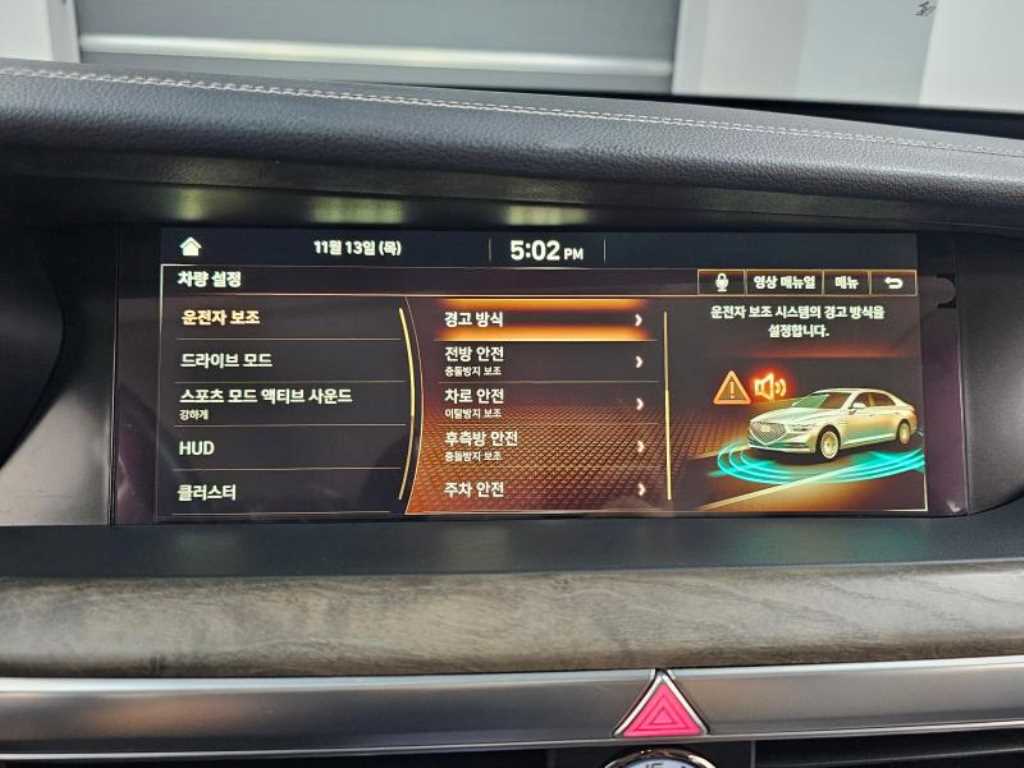 11월 13일 (목)
5:02 PM
차량 설정
영상 매뉴얼
메뉴
운전자 보조
드라이브 모드
스포츠 모드 액티브 사운드
강하게
HUD
클러스터
경고 방식
전방 안전
충돌방지 보조
차로 안전
이탈방지 보조
후측방 안전
충돌방지 보조
주차 안전
운전자 보조 시스템의 경고 방식을
설정합니다.